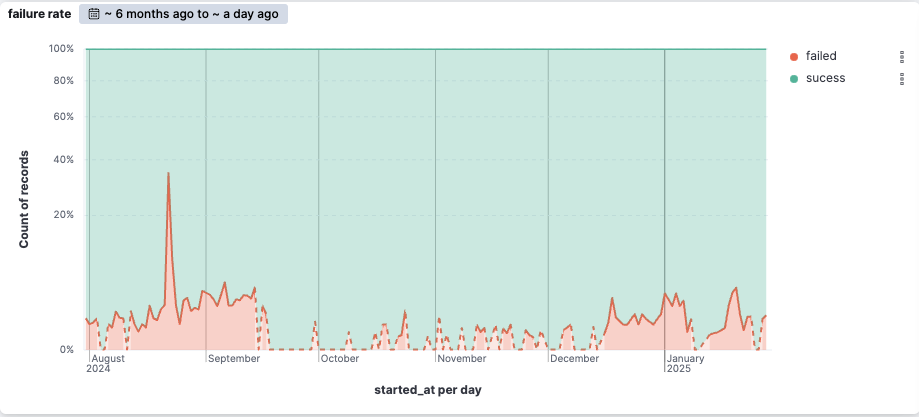 failure rate ~ 6 months ago to ~ a day ago
100%
80%
60%
40%
20%
0%
Count of records
August
2024
September
October
November
December
January
2025
started_at per day
failed
sucess